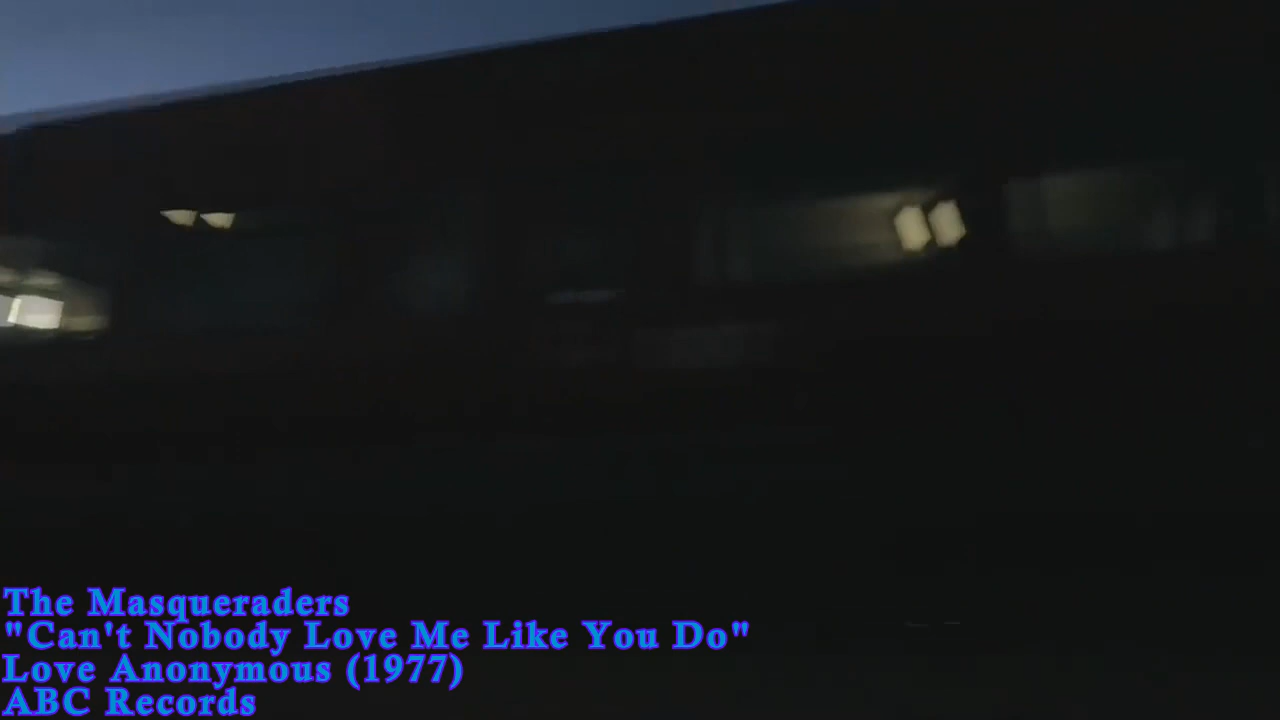 The Masqueraders
"Can't Nobody Love Me Like You Do"
Love Anonymous (1977)
ABC Records